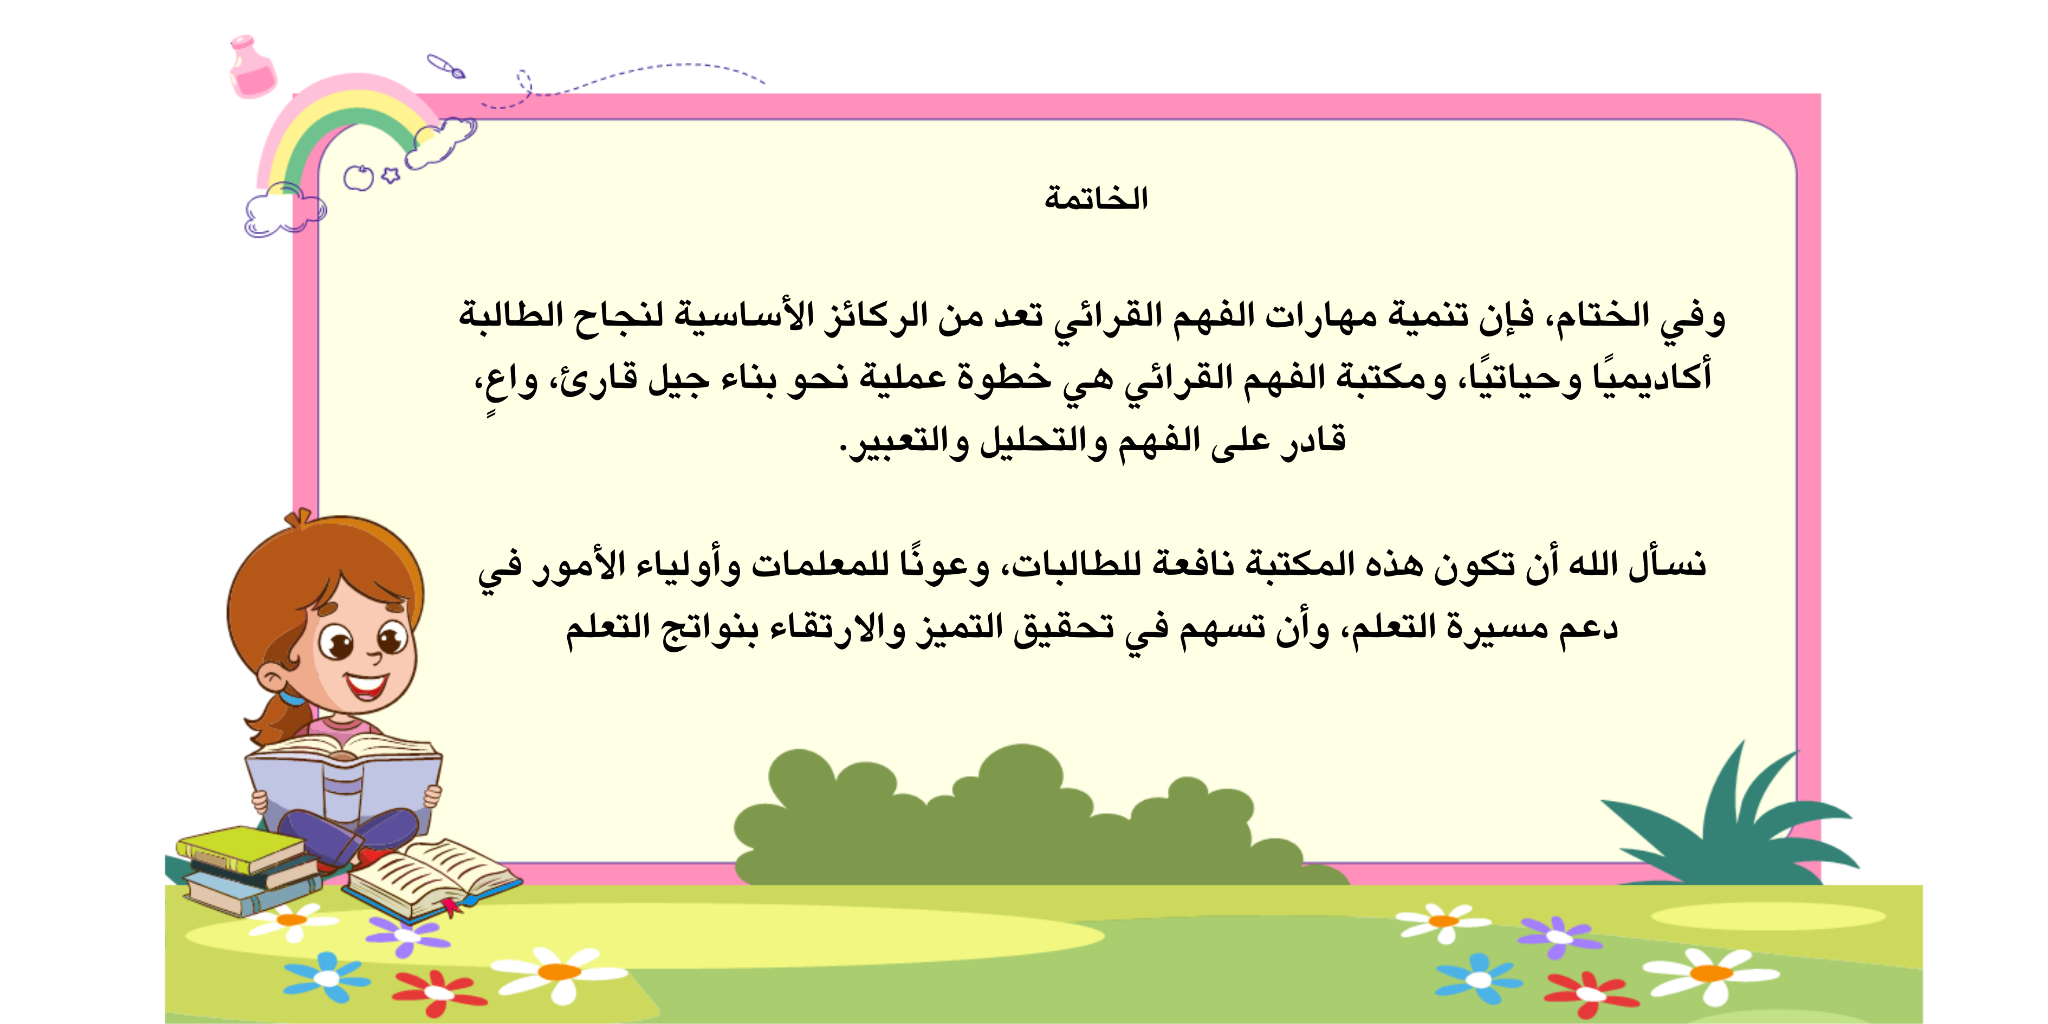 الخاتمة
وفي الختام، فإن تنمية مهارات الفهم القرائي تعد من الركائز الأساسية لنجاح الطالبة
أكاديميًا وحياتيًا، ومكتبة الفهم القرائي هي خطوة عملية نحو بناء جيل قارئ، واعٍ،
قادر على الفهم والتحليل والتعبير.
نسأل الله أن تكون هذه المكتبة نافعة للطالبات، وعونًا للمعلمات وأولياء الأمور في
دعم مسيرة التعلم، وأن تسهم في تحقيق التميز والارتقاء بنواتج التعلم